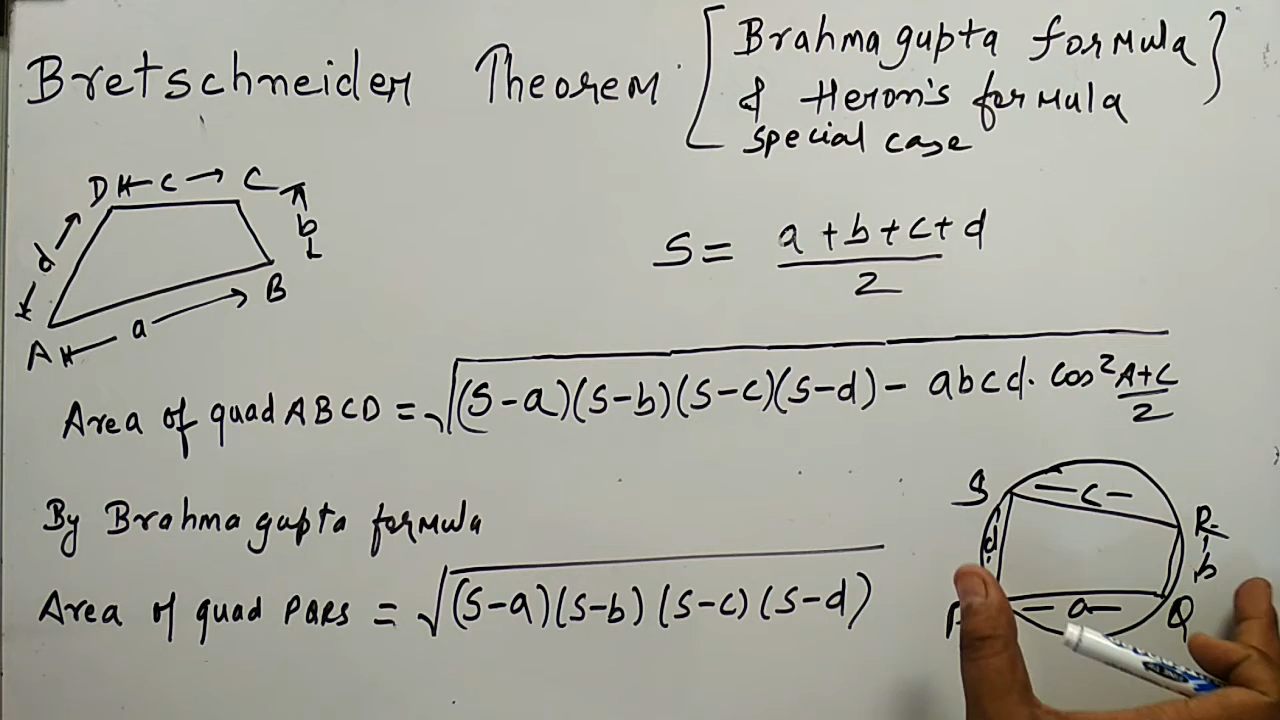 Bretschneider Theorem.
[Brahmagupta formula
& Heron's formula
special case]
D c C
d b
A a B
S = a+b+c+d / 2
Area of quad ABCD = √(S-a)(S-b)(S-c)(S-d) - abcd. cos² A+C / 2
By Brahmagupta formula
Area of quad PQRS = √(S-a)(S-b)(S-c)(S-d)
S c R
d b
P a Q